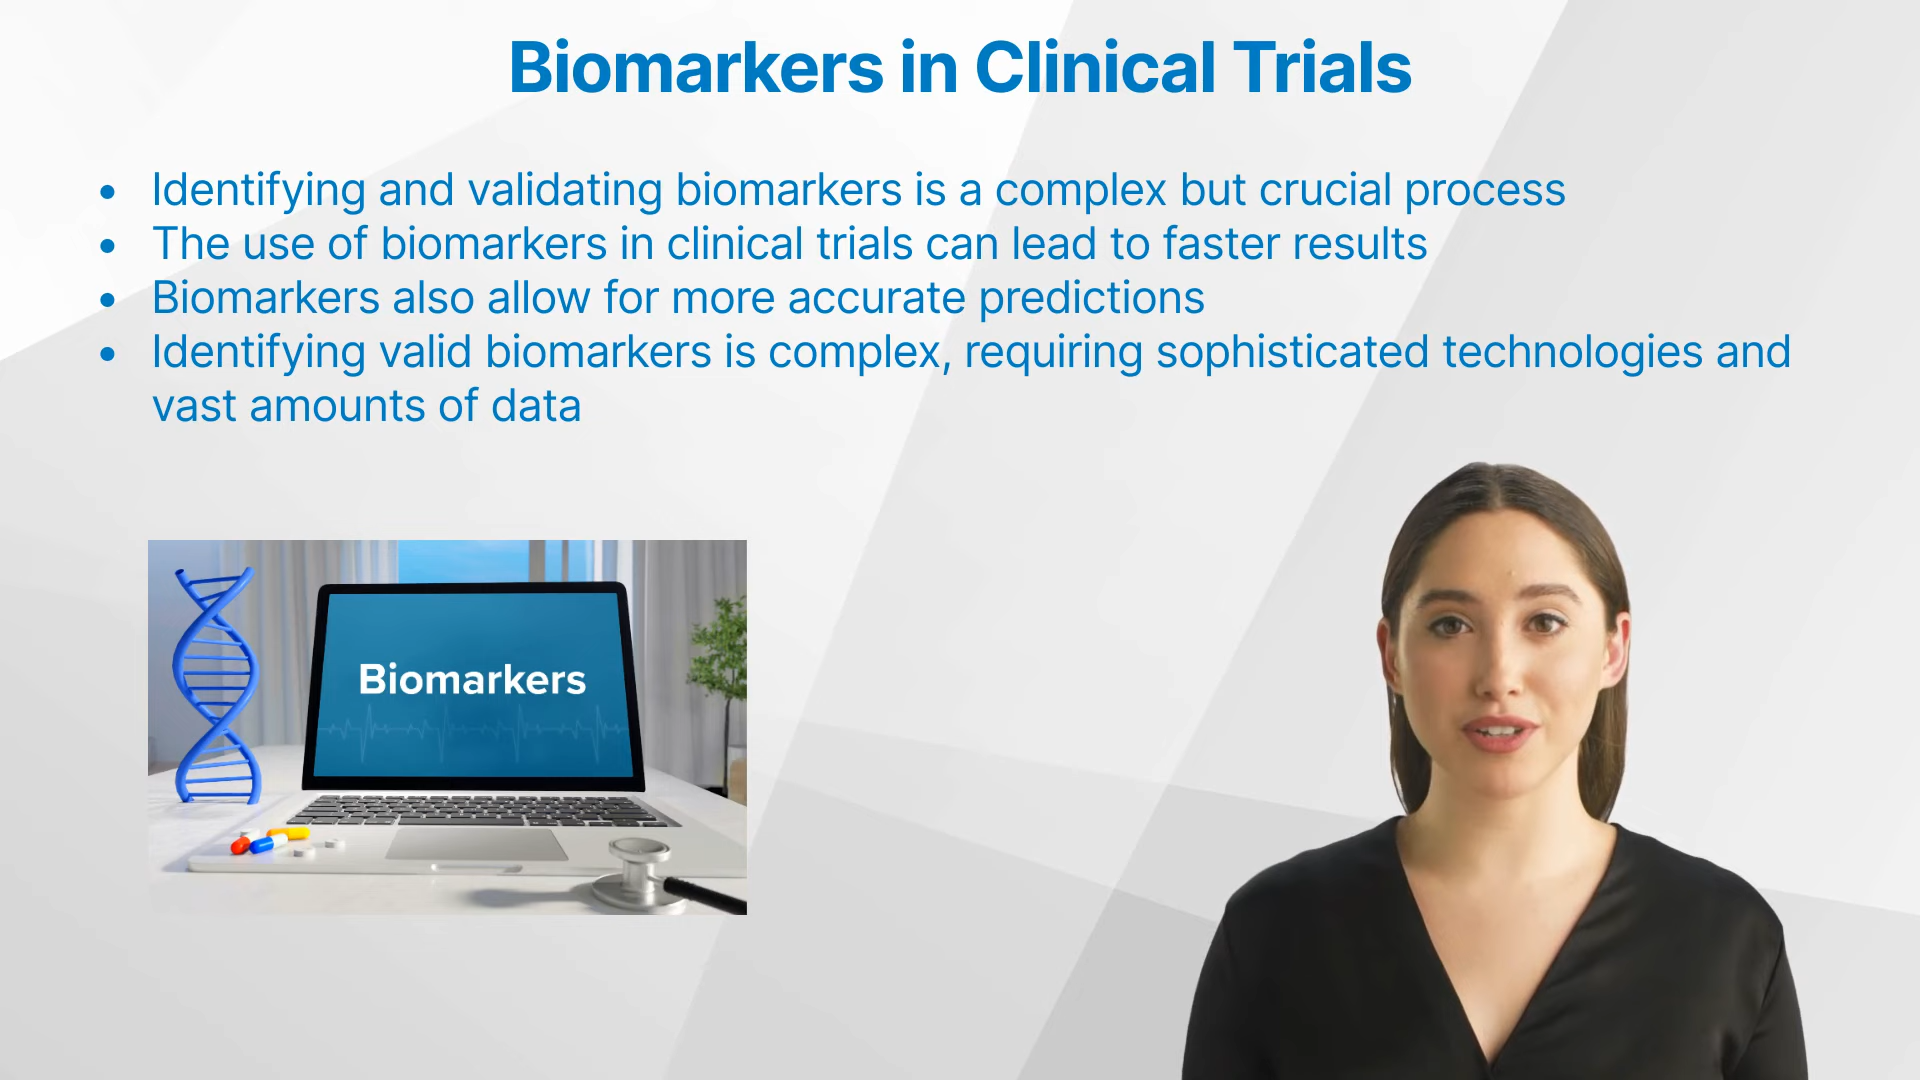 Biomarkers in Clinical Trials
• Identifying and validating biomarkers is a complex but crucial process
• The use of biomarkers in clinical trials can lead to faster results
• Biomarkers also allow for more accurate predictions
• Identifying valid biomarkers is complex, requiring sophisticated technologies and
vast amounts of data
Biomarkers